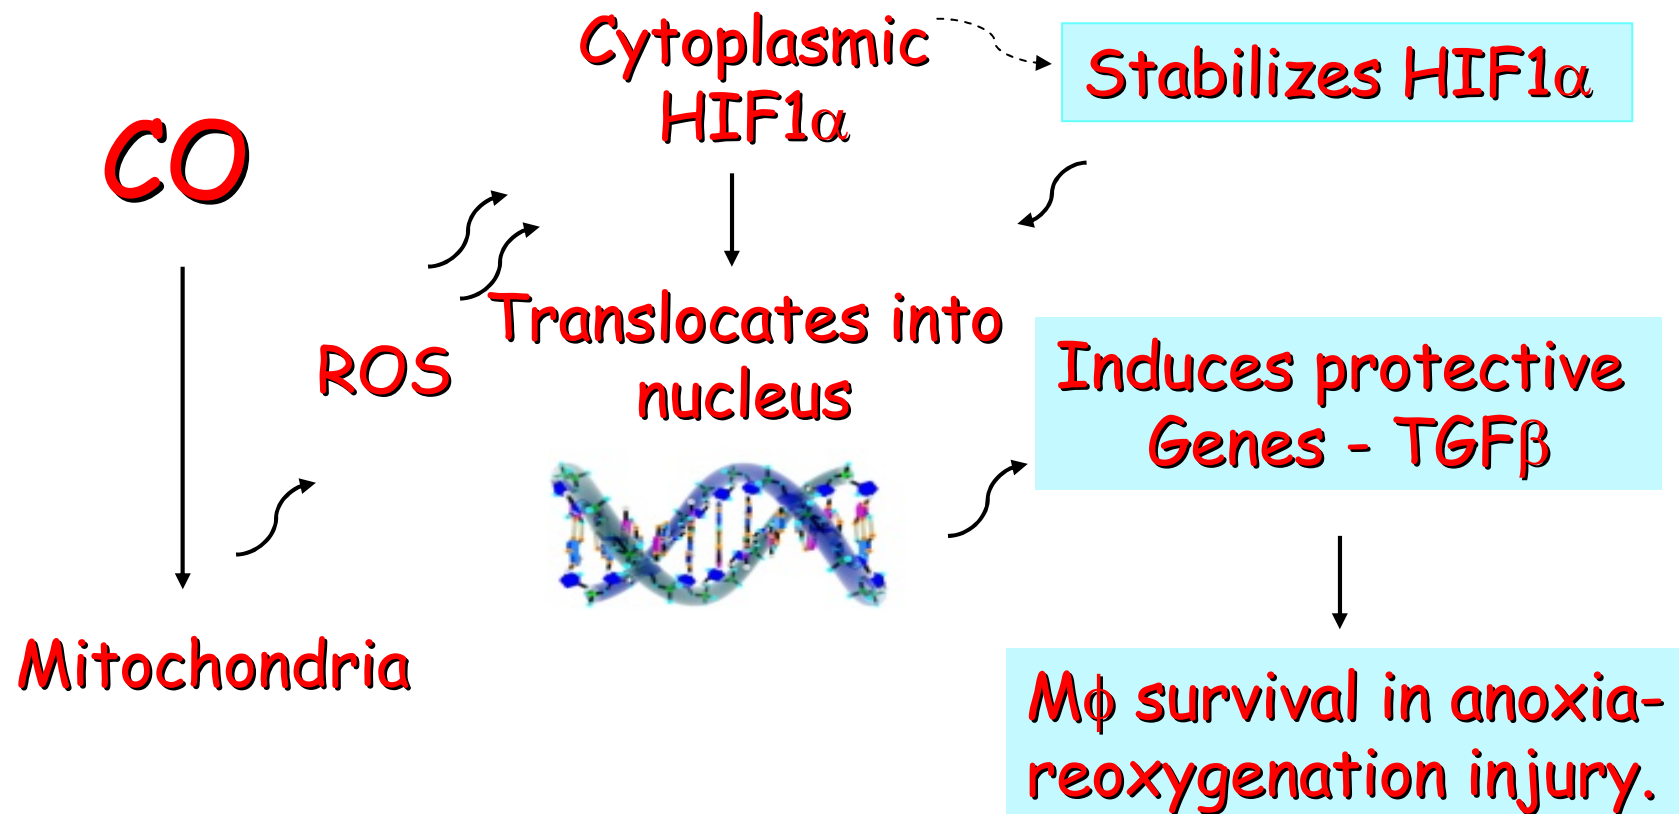 Cytoplasmic
HIF1α
Stabilizes HIF1α
CO
Translocates into
nucleus
ROS
Induces protective
Genes - TGFβ
Mitochondria
Mϕ survival in anoxia-
reoxygenation injury.